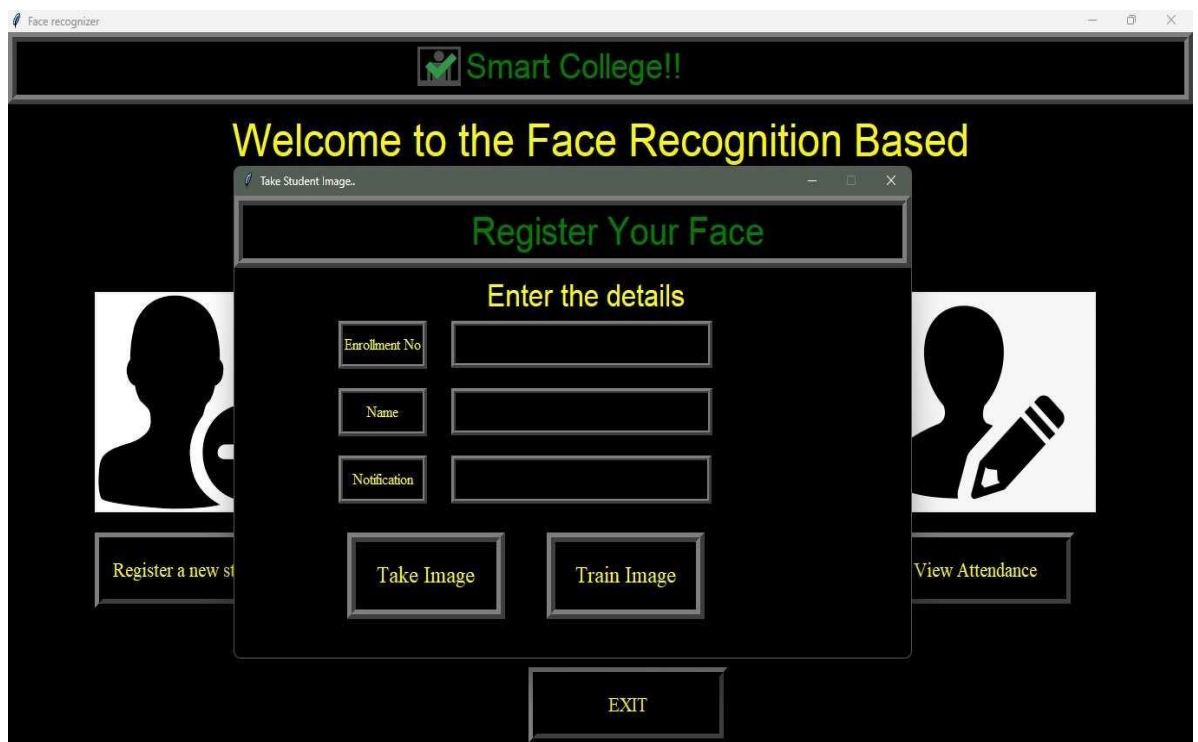 Face recognizer
Smart College!!
Welcome to the Face Recognition Based
Take Student Image..
Register Your Face
Enter the details
Enrollment No
Name
Notification
Take Image
Train Image
Register a new st
View Attendance
EXIT